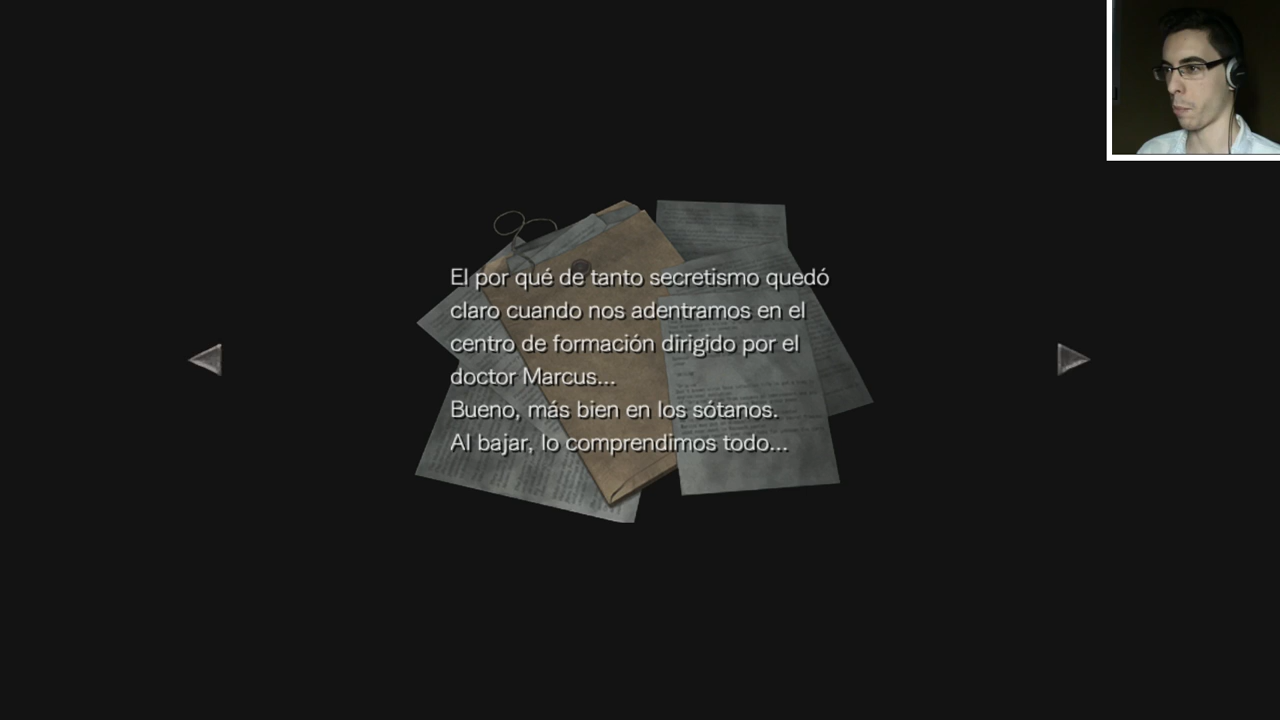 El por qué de tanto secretismo quedó
claro cuando nos adentramos en el
centro de formación dirigido por el
doctor Marcus...
Bueno, más bien en los sótanos.
Al bajar, lo comprendimos todo...